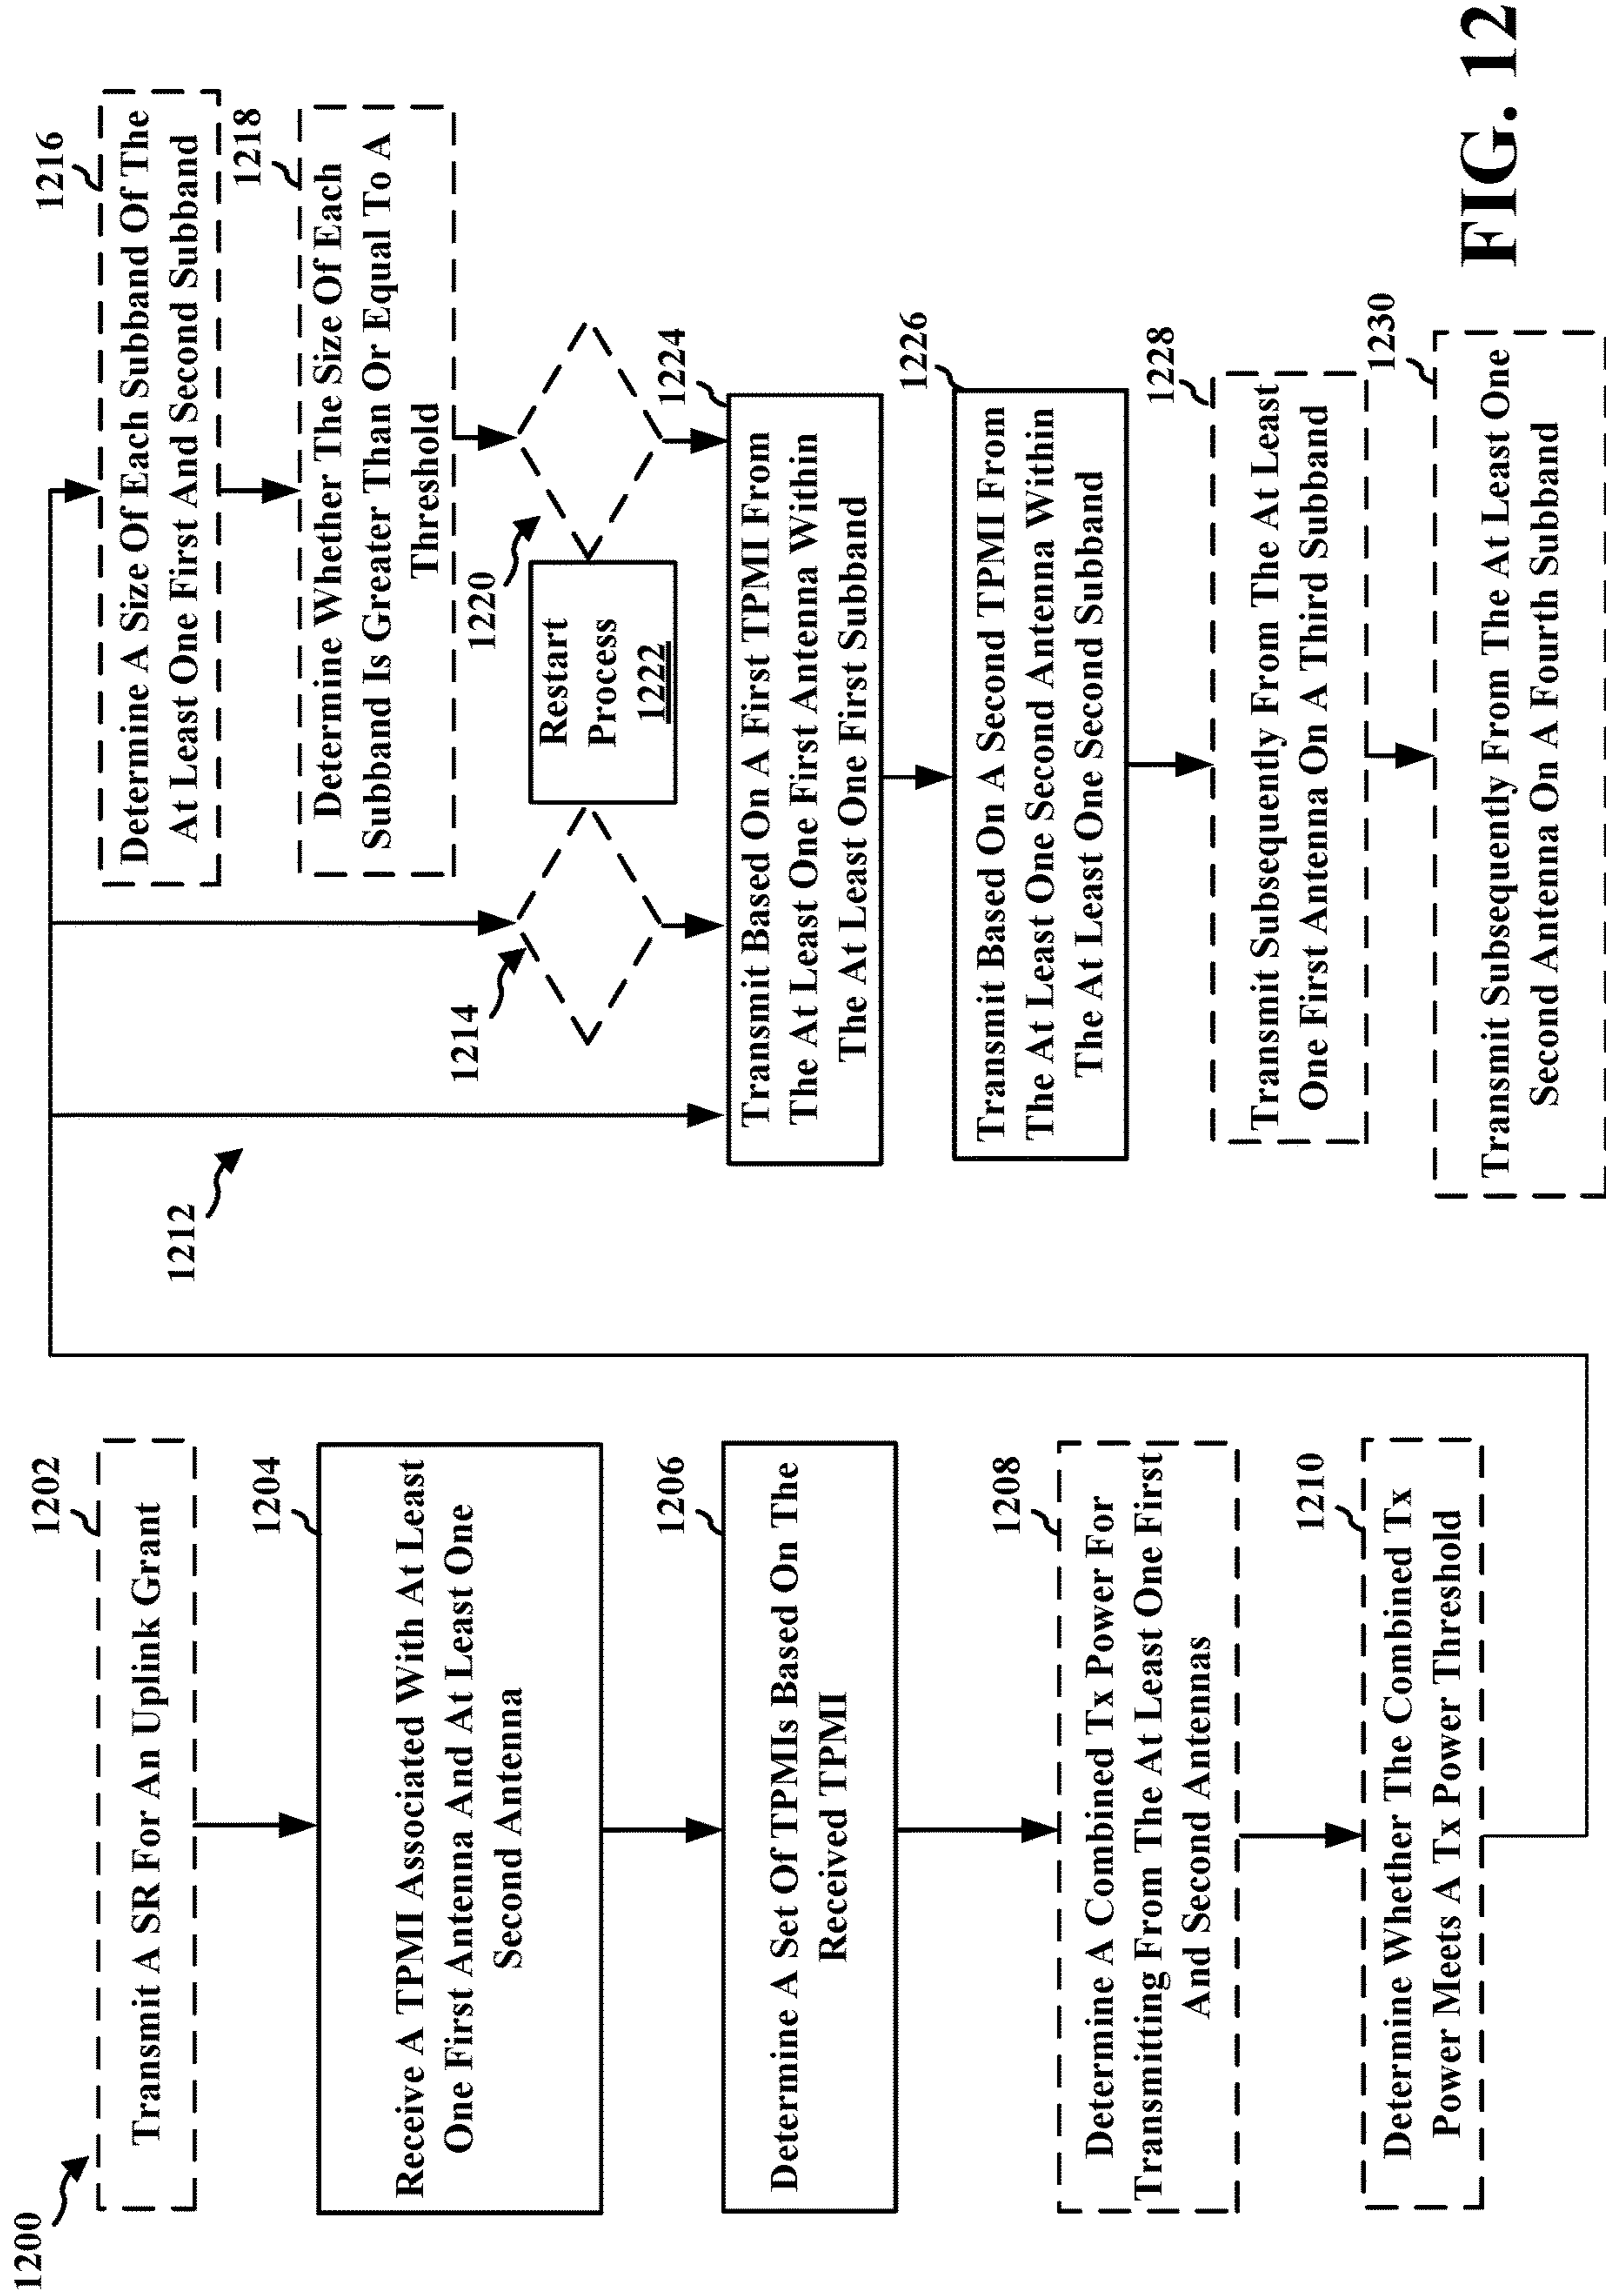 1200
1202
Transmit A SR For An Uplink Grant
1204
Receive A TPMI Associated With At Least
One First Antenna And At Least One
Second Antenna
1206
Determine A Set Of TPMIs Based On The
Received TPMI
1208
Determine A Combined Tx Power For
Transmitting From The At Least One First
And Second Antennas
1210
Determine Whether The Combined Tx
Power Meets A Tx Power Threshold
1212
1216
Determine A Size Of Each Subband Of The
At Least One First And Second Subband
1218
Determine Whether The Size Of Each
Subband Is Greater Than Or Equal To A
Threshold
1214
1220
Restart
Process
1222
1224
Transmit Based On A First TPMI From
The At Least One First Antenna Within
The At Least One First Subband
1226
Transmit Based On A Second TPMI From
The At Least One Second Antenna Within
The At Least One Second Subband
1228
Transmit Subsequently From The At Least
One First Antenna On A Third Subband
1230
Transmit Subsequently From The At Least One
Second Antenna On A Fourth Subband
FIG. 12